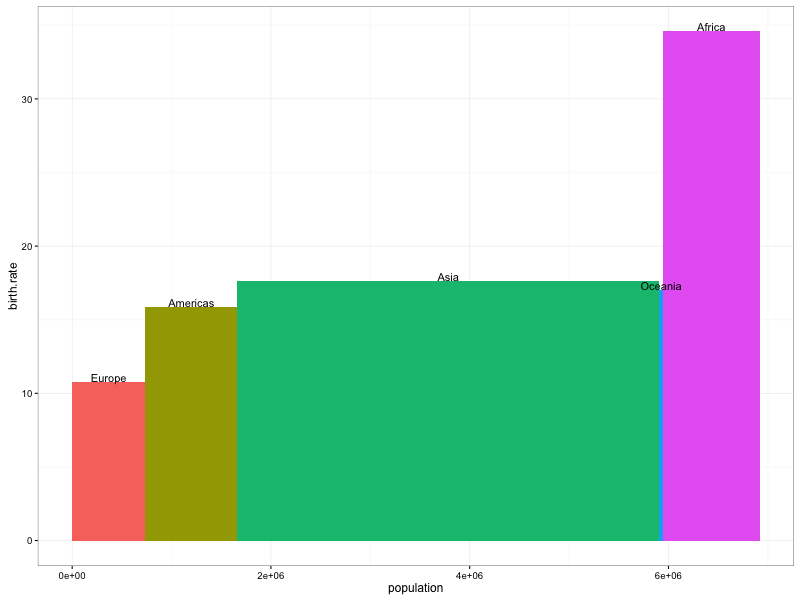 Africa
30
20
Asia
Oceania
Americas
birth.rate
Europe
10
0
0e+00 2e+06 4e+06 6e+06
population